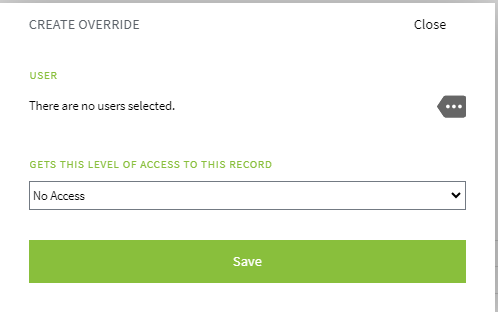 CREATE OVERRIDE Close
USER
There are no users selected.
GETS THIS LEVEL OF ACCESS TO THIS RECORD
No Access
Save